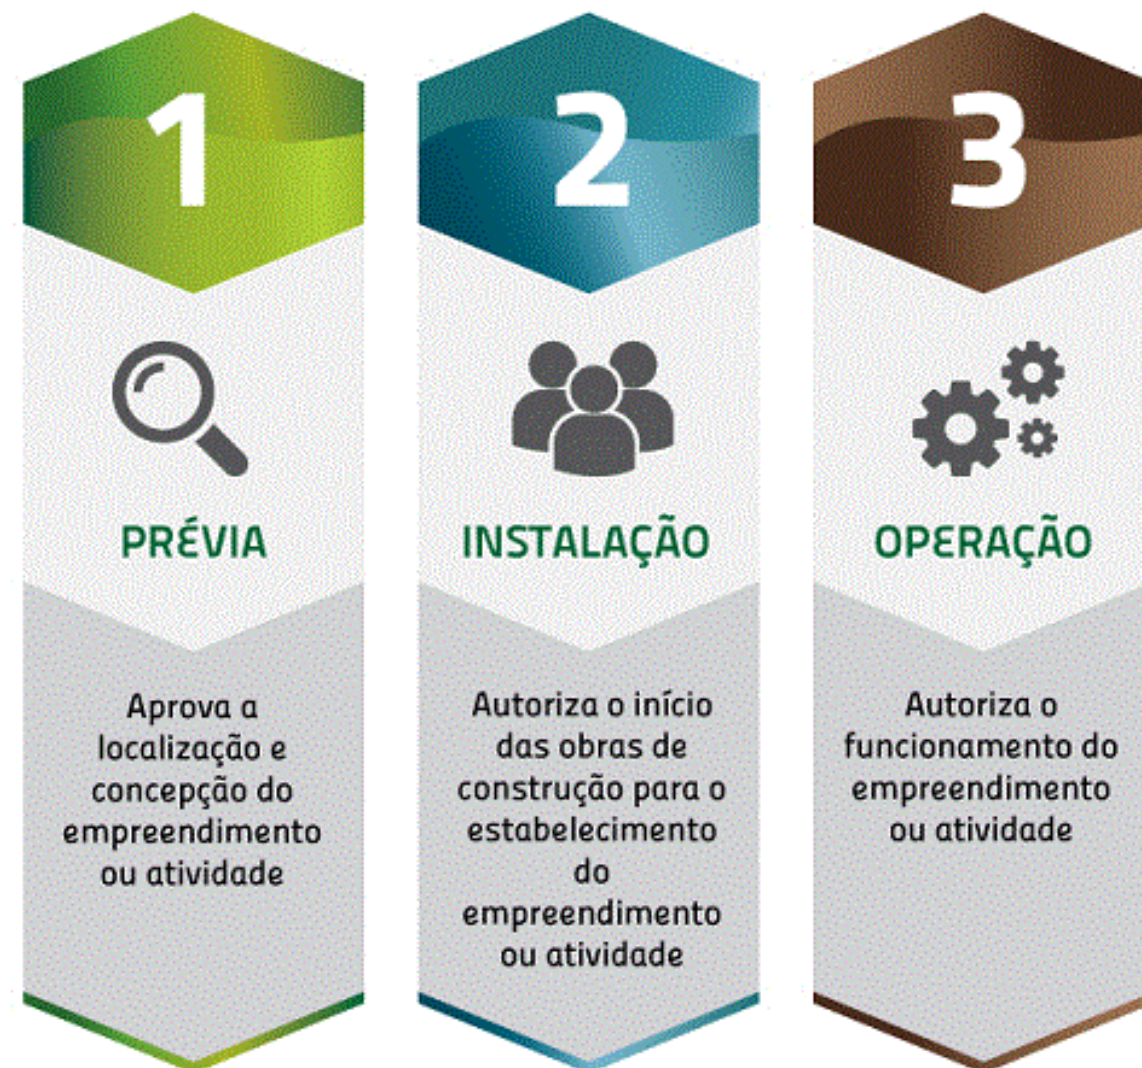 1
PRÉVIA
Aprova a
localização e
concepção do
empreendimento
ou atividade
2
INSTALAÇÃO
Autoriza o início
das obras de
construção para o
estabelecimento
do
empreendimento
ou atividade
3
OPERAÇÃO
Autoriza o
funcionamento do
empreendimento
ou atividade